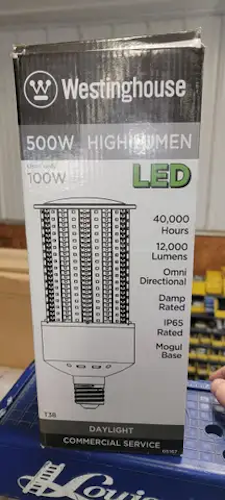 Westinghouse
500W HIGH LUMEN
100W
LED
40,000
Hours
12,000
Lumens
Omni
Directional
Damp
Rated
IP65
Rated
Mogul
Base
T38
DAYLIGHT
COMMERCIAL SERVICE